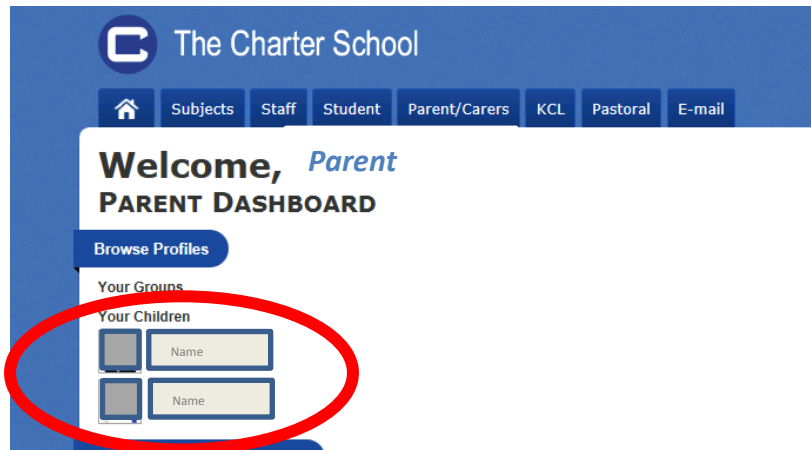 The Charter School
Subjects Staff Student Parent/Carers KCL Pastoral E-mail
Welcome, Parent
PARENT DASHBOARD
Browse Profiles
Your Groups
Your Children
Name
Name